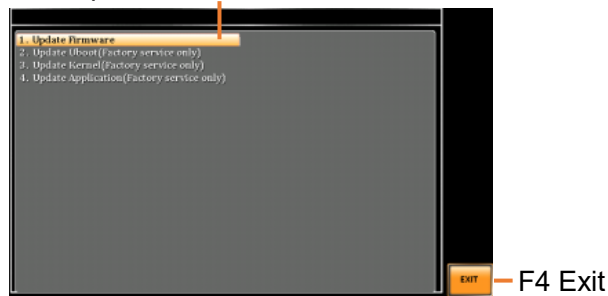 1. Update Firmware
2. Update Uboot(Factory service only)
3. Update Kernel(Factory service only)
4. Update Application(Factory service only)
EXIT
F4 Exit